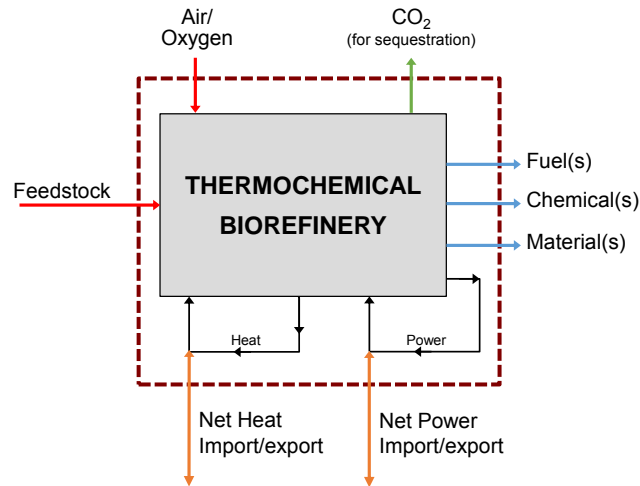 Air/
Oxygen
CO2
(for sequestration)
Feedstock
THERMOCHEMICAL
BIOREFINERY
Fuel(s)
Chemical(s)
Material(s)
Heat
Power
Net Heat
Import/export
Net Power
Import/export